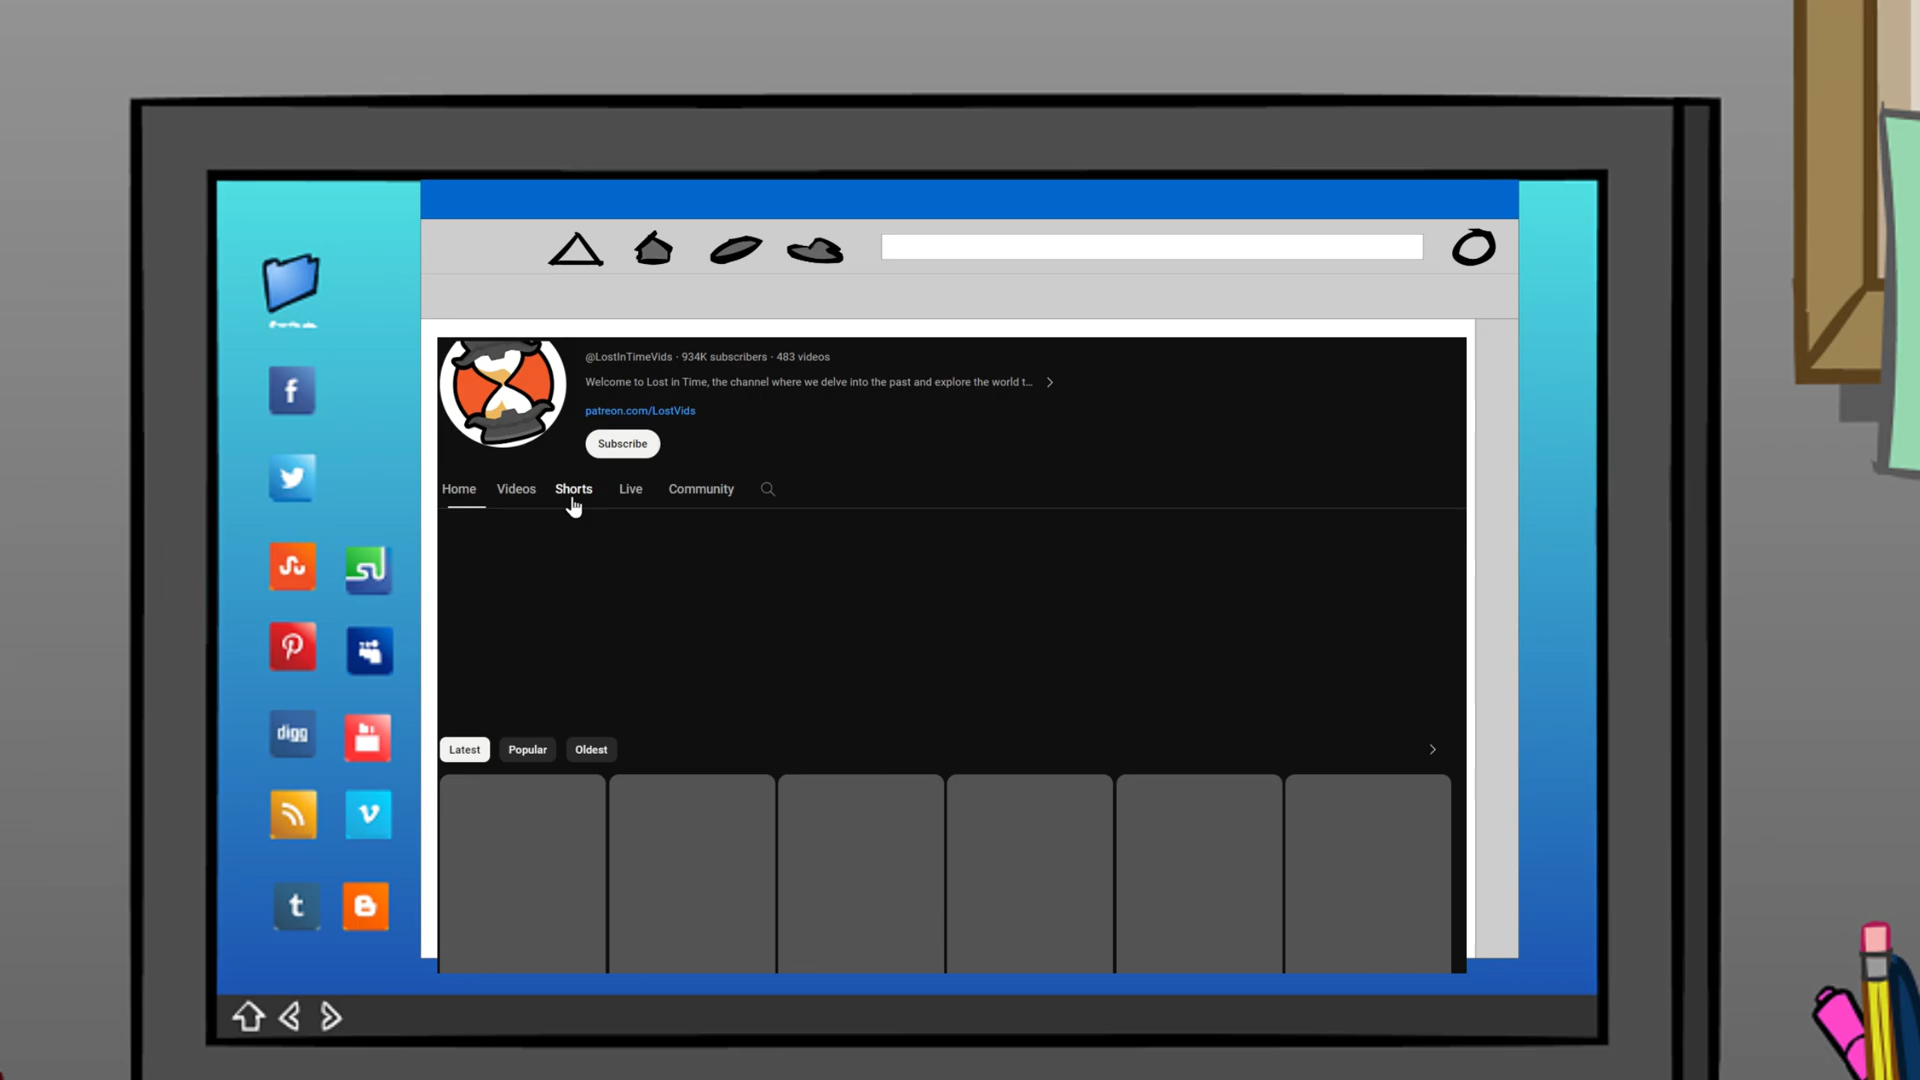 @LostInTimeVids · 934K subscribers · 483 videos
Welcome to Lost in Time, the channel where we delve into the past and explore the world t...
patreon.com/LostVids
Subscribe
Home Videos Shorts Live Community
digg
Latest Popular Oldest